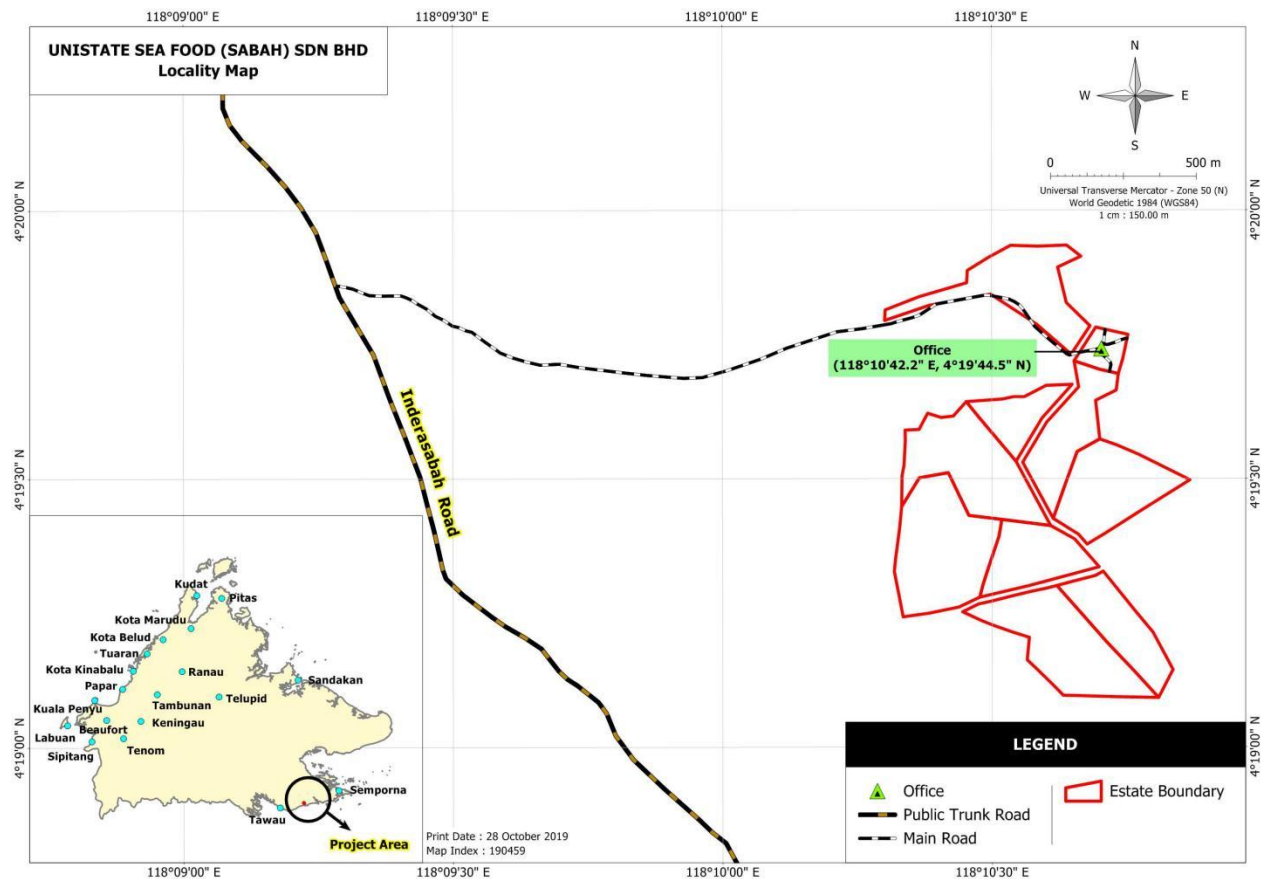 118°09'00" E
118°09'30" E
118°10'00" E
118°10'30" E
UNISTATE SEA FOOD (SABAH) SDN BHD
Locality Map
N
W
E
S
0
500 m
Universal Transverse Mercator - Zone 50 (N)
World Geodetic 1984 (WGS84)
1 cm : 150.00 m
4°20'00" N
4°20'00" N
Office
(118°10'42.2" E, 4°19'44.5" N)
Inderasabah Road
4°19'30" N
4°19'30" N
Kudat
Pitas
Kota Marudu
Kota Belud
Tuaran
Kota Kinabalu
Ranau
Sandakan
Papar
Telupid
Kuala Penyu
Tambunan
Keningau
Beaufort
Labuan
Tenom
Sipitang
Semporna
Tawau
Project Area
Print Date : 28 October 2019
Map Index : 190459
4°19'00" N
4°19'00" N
LEGEND
Office
Estate Boundary
Public Trunk Road
Main Road
118°09'00" E
118°09'30" E
118°10'00" E
118°10'30" E